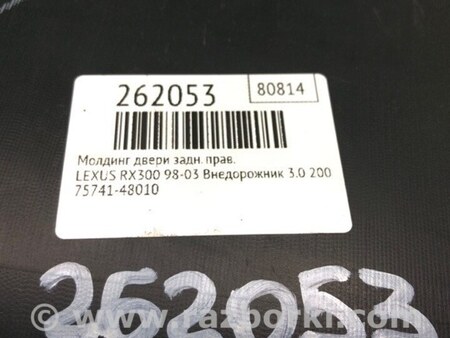 262053
80814
Молдинг двери задн. прав.
LEXUS RX300 98-03 Внедорожник 3.0 200
75741-48010
262053
© www.razborki.com